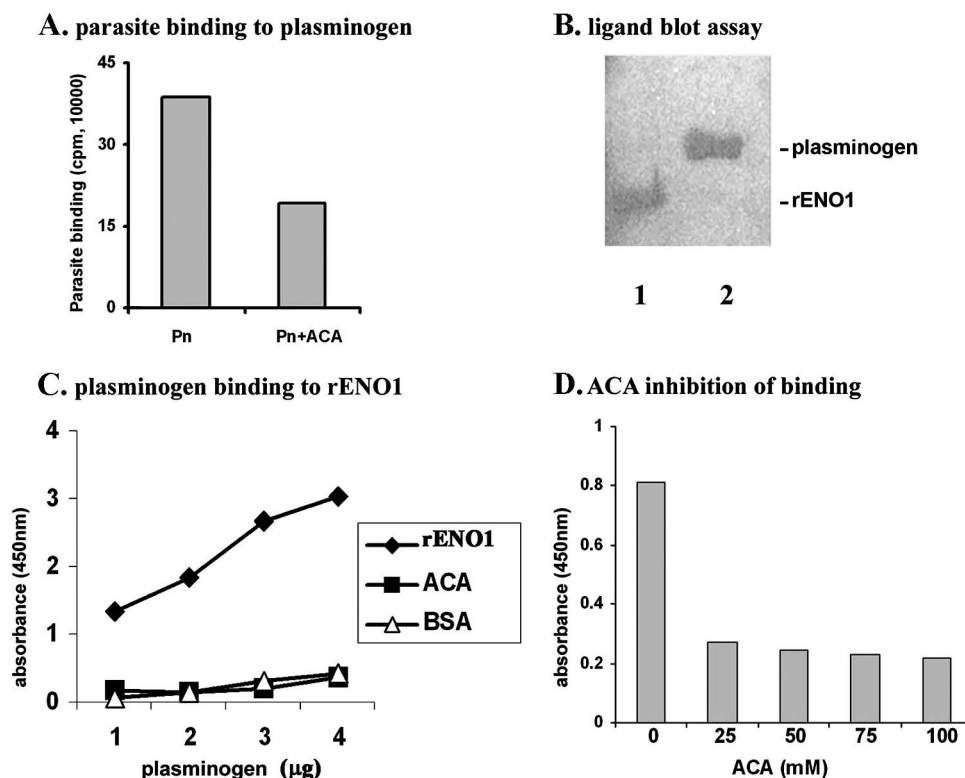 A. parasite binding to plasminogen
Parasite binding (cpm, 10000)
45
30
15
0
Pn
Pn+ACA
B. ligand blot assay
plasminogen
rENO1
1
2
C. plasminogen binding to rENO1
absorbance (450nm)
4
3
2
1
0
1
2
3
4
plasminogen (μg)
rENO1
ACA
BSA
D. ACA inhibition of binding
absorbance (450nm)
1
0.8
0.6
0.4
0.2
0
0
25
50
75
100
ACA (mM)